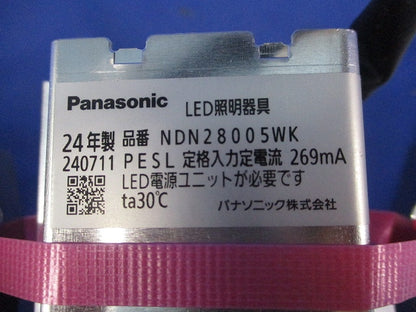 Panasonic LED照明器具
24年製 品番 NDN28005WK
240711 PESL 定格入力定電流 269mA
LED電源ユニットが必要です
ta30℃ パナソニック株式会社